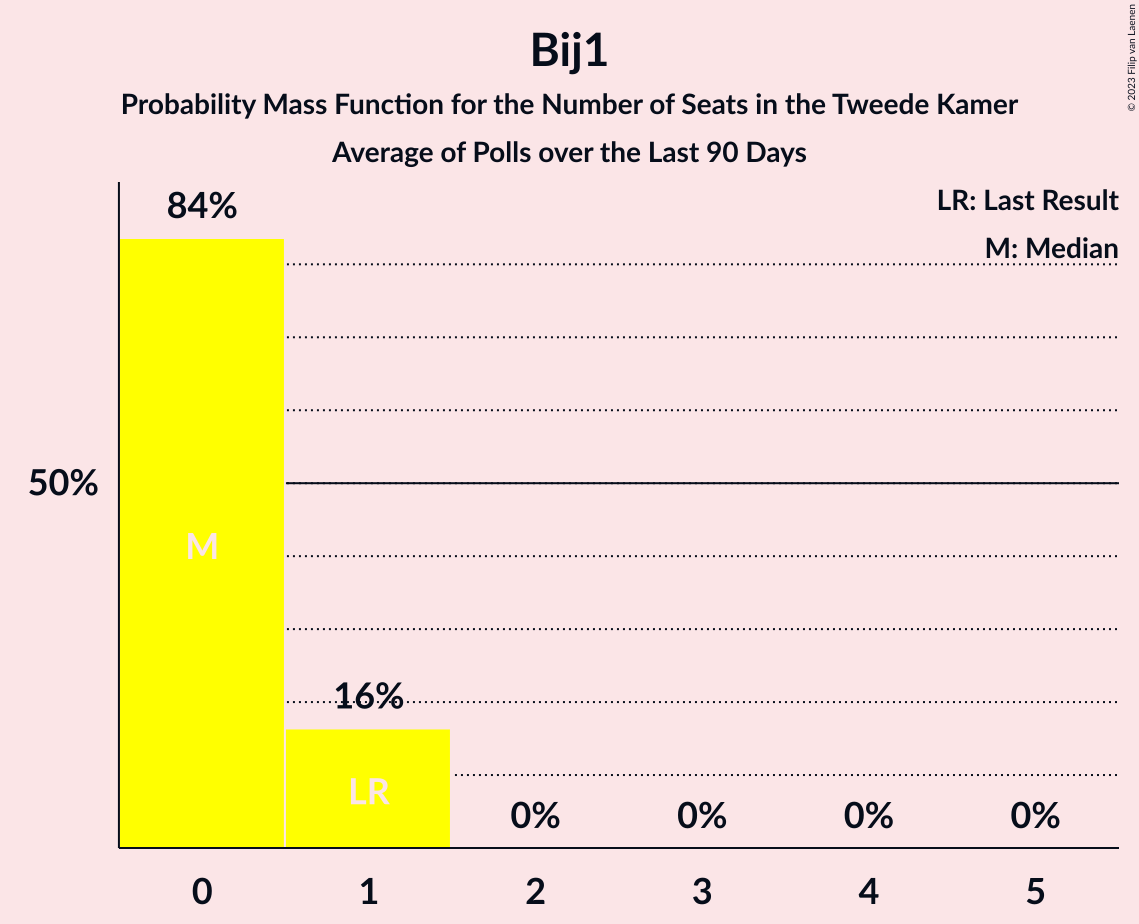 Bij1
Probability Mass Function for the Number of Seats in the Tweede Kamer
Average of Polls over the Last 90 Days
© 2023 Filip van Laenen
LR: Last Result
M: Median
84%
50%
M
16%
LR
0% 0% 0% 0%
0 1 2 3 4 5